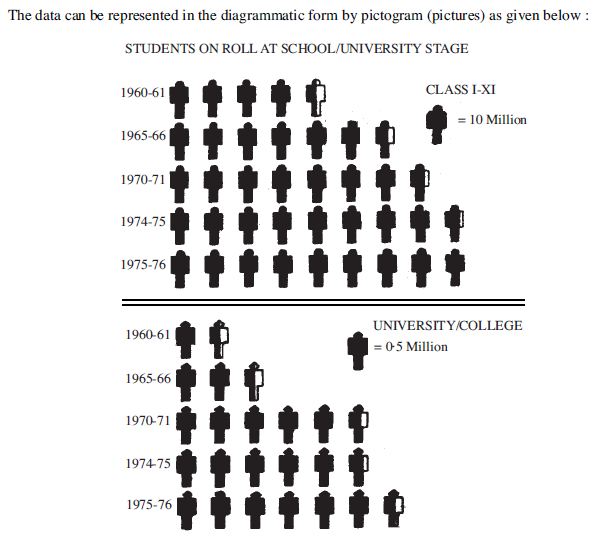 The data can be represented in the diagrammatic form by pictogram (pictures) as given below :
STUDENTS ON ROLL AT SCHOOL/UNIVERSITY STAGE
1960-61
CLASS I-XI
= 10 Million
1965-66
1970-71
1974-75
1975-76
UNIVERSITY/COLLEGE
1960-61
= 0·5 Million
1965-66
1970-71
1974-75
1975-76